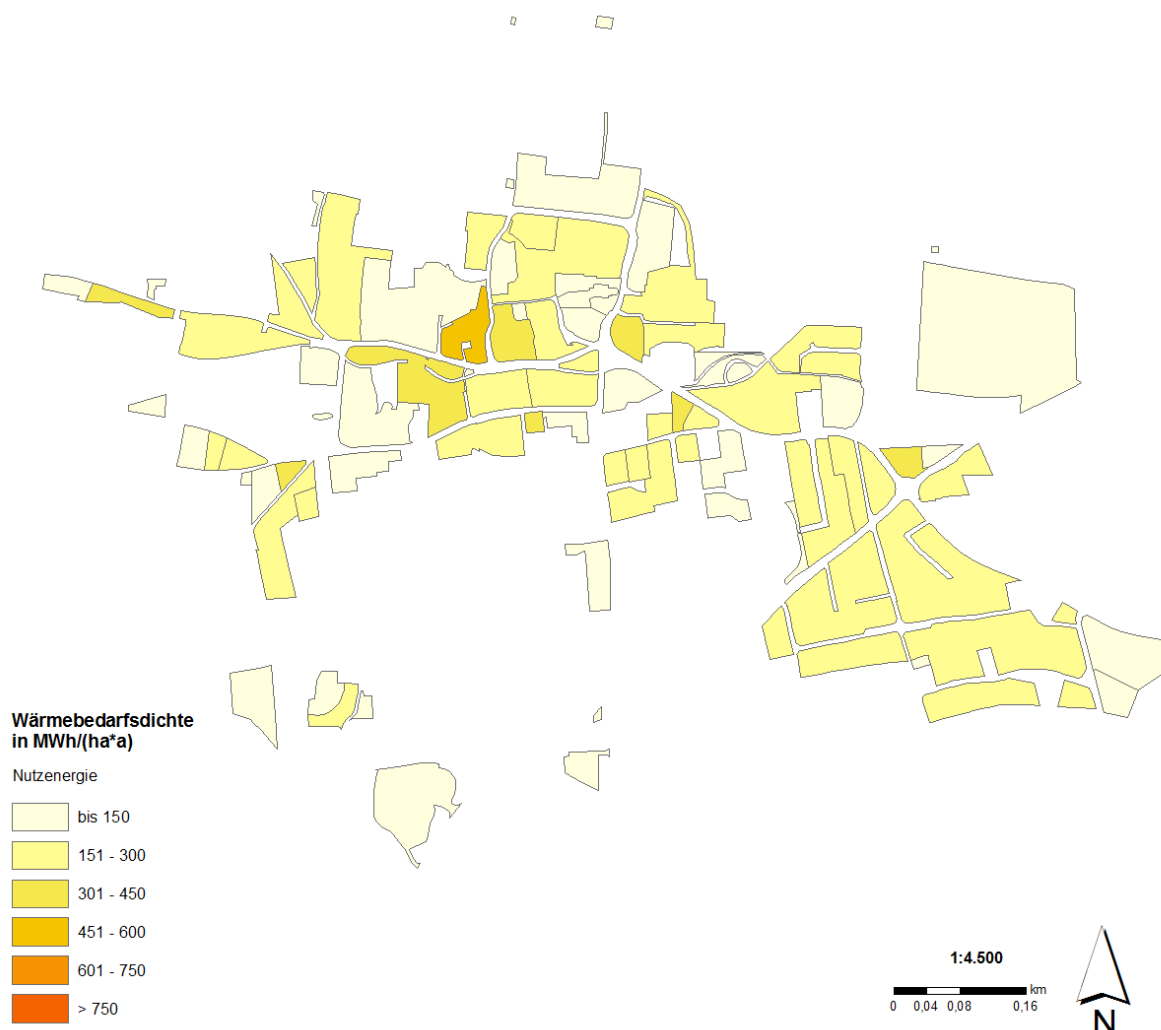 Wärmebedarfsdichte
in MWh/(ha*a)
Nutzenergie
bis 150
151 - 300
301 - 450
451 - 600
601 - 750
> 750
1:4.500
km
0 0,04 0,08 0,16
N